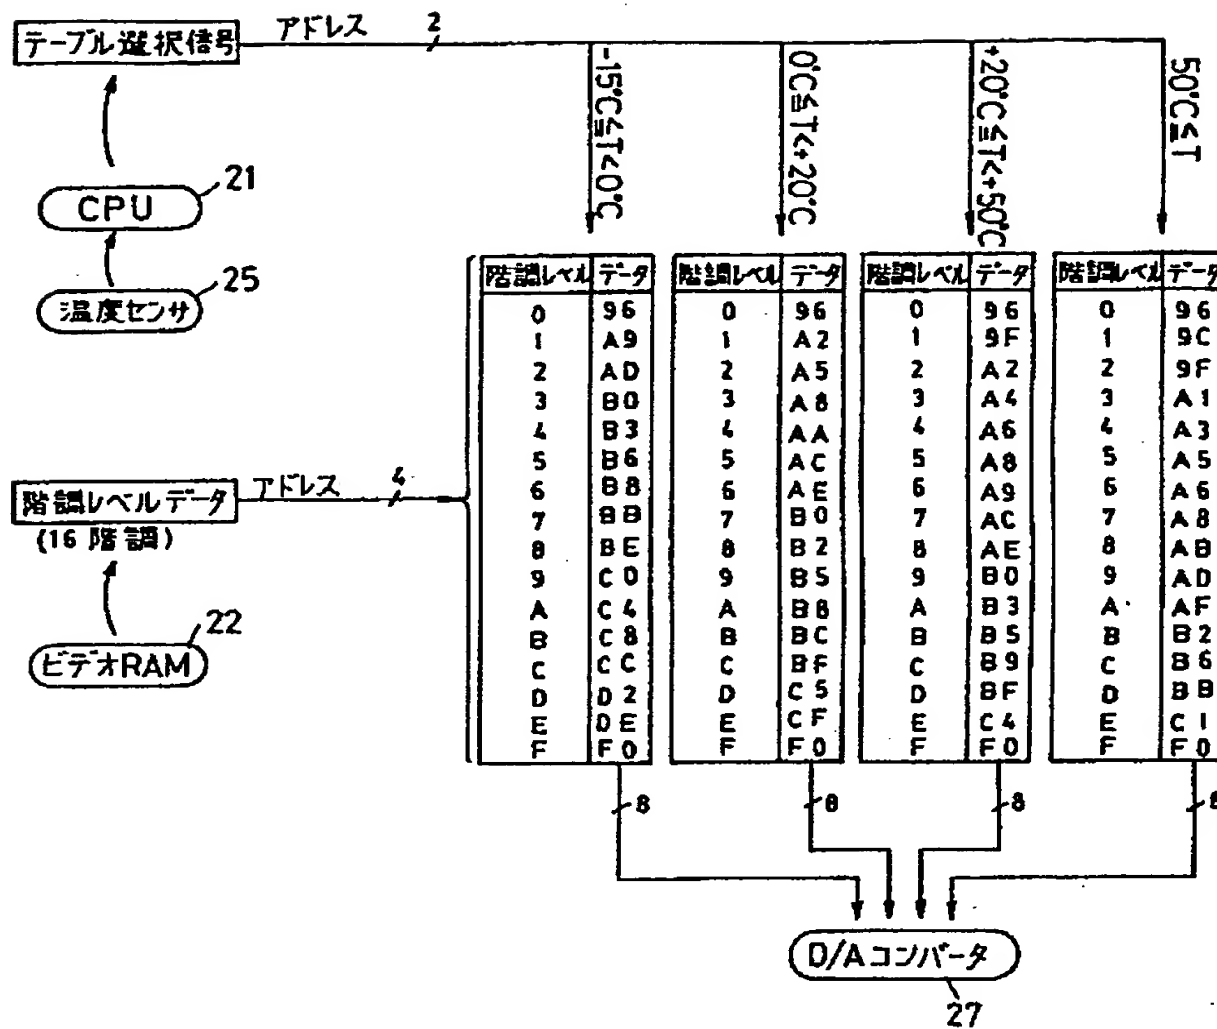 テーブル選択信号
アドレス 2
-15°C≦T<0°C
0°C≦T<+20°C
+20°C≦T<+50°C
50°C≦T
CPU 21
温度センサ 25
階調レベルデータ
(16階調)
アドレス 4
ビデオRAM 22
階調レベル データ 階調レベル データ 階調レベル データ 階調レベル データ
0 96 0 96 0 96 0 96
1 A9 1 A2 1 9F 1 9C
2 AD 2 A5 2 A2 2 9F
3 B0 3 A8 3 A4 3 A1
4 B3 4 AA 4 A6 4 A3
5 B6 5 AC 5 A8 5 A5
6 B8 6 AE 6 A9 6 A6
7 BB 7 B0 7 AC 7 A8
8 BE 8 B2 8 AE 8 AB
9 C0 9 B5 9 B0 9 AD
A C4 A B8 A B3 A AF
B C8 B BC B B5 B B2
C CC C BF C B9 C B6
D D2 D C5 D BF D BB
E DE E CF E C4 E C1
F F0 F F0 F F0 F F0
8 8 8 8
D/Aコンバータ
27